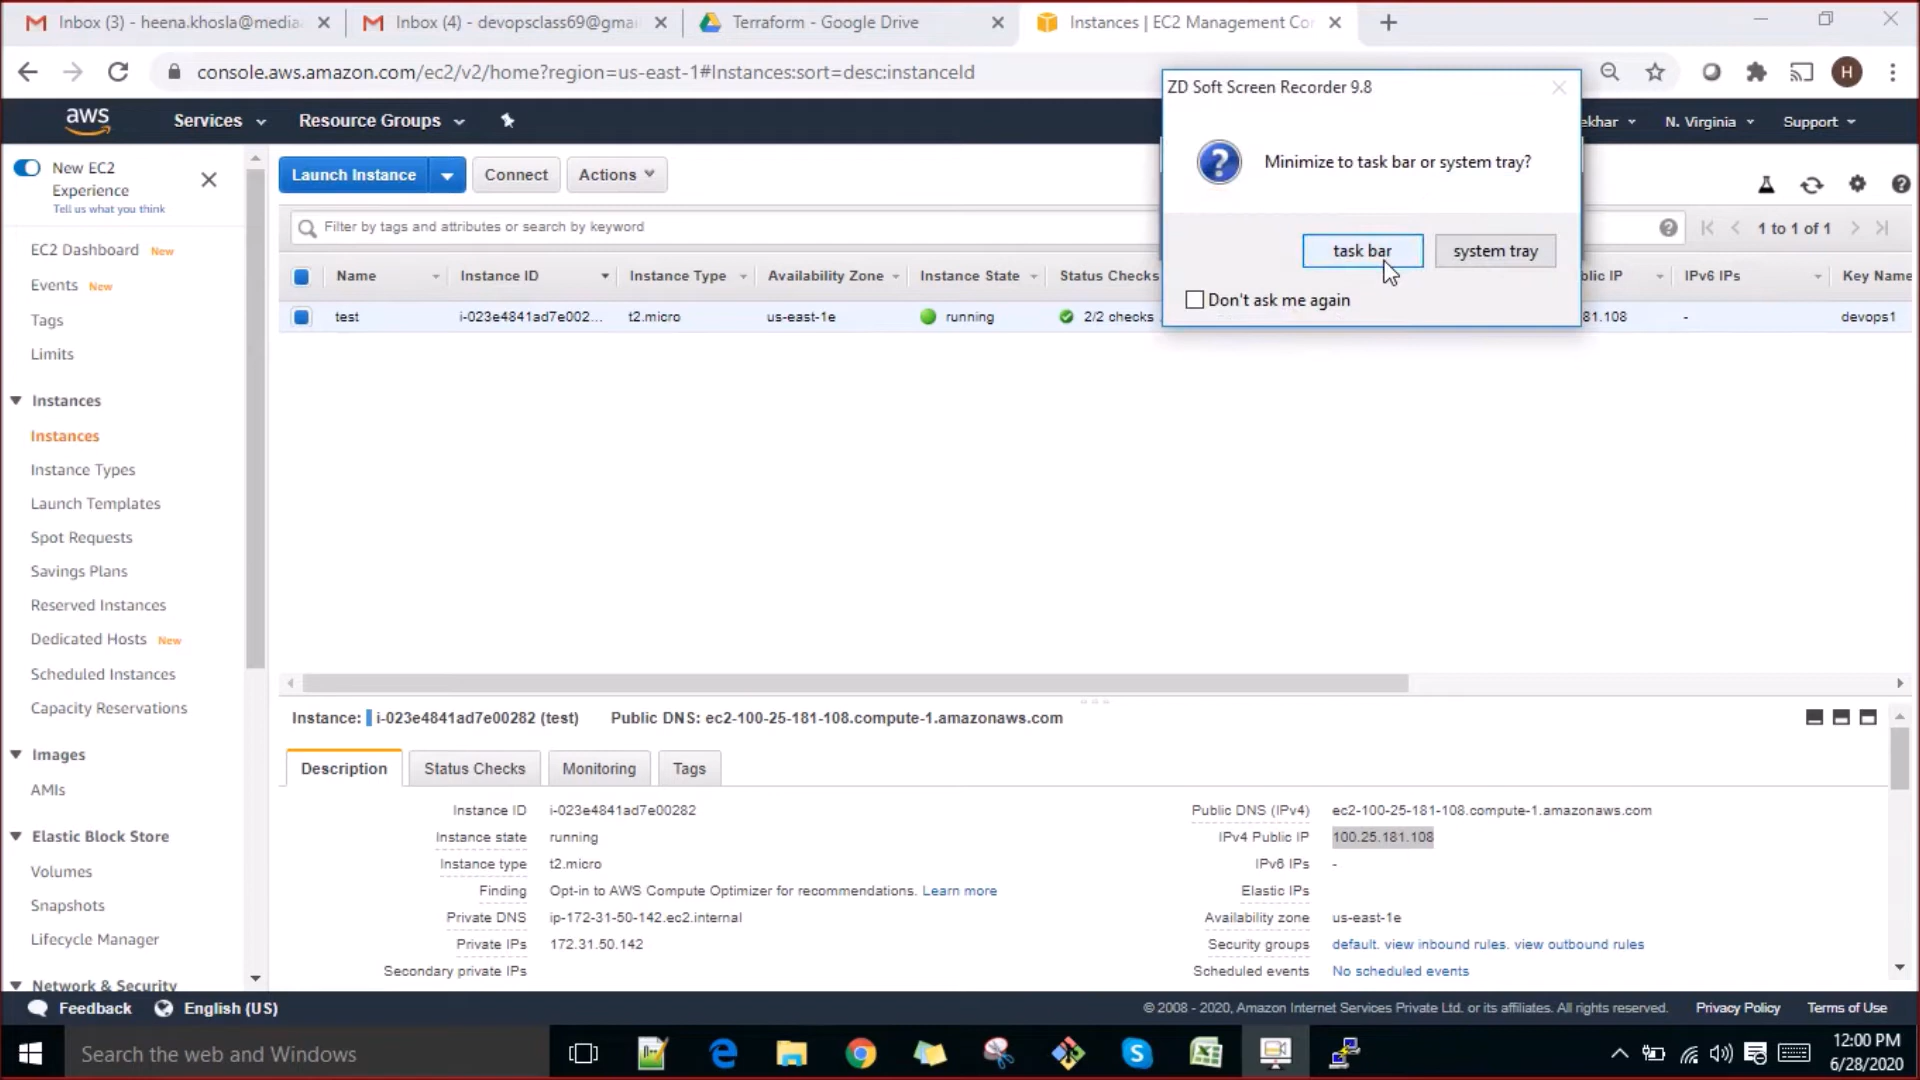 Inbox (3) - heena.khosla@media
Inbox (4) - devopsclass69@gmai
Terraform - Google Drive
Instances | EC2 Management Co
console.aws.amazon.com/ec2/v2/home?region=us-east-1#Instances:sort=desc:instanceId
H
ZD Soft Screen Recorder 9.8
Minimize to task bar or system tray?
task bar
system tray
Don't ask me again
aws
Services
Resource Groups
ekhar
N. Virginia
Support
New EC2
Experience
Tell us what you think
Launch Instance
Connect
Actions
Filter by tags and attributes or search by keyword
1 to 1 of 1
Name
Instance ID
Instance Type
Availability Zone
Instance State
Status Checks
blic IP
IPv6 IPs
Key Name
test
i-023e4841ad7e002...
t2.micro
us-east-1e
running
2/2 checks
81.108
-
devops1
EC2 Dashboard New
Events New
Tags
Limits
Instances
Instances
Instance Types
Launch Templates
Spot Requests
Savings Plans
Reserved Instances
Dedicated Hosts New
Scheduled Instances
Capacity Reservations
Images
AMIs
Elastic Block Store
Volumes
Snapshots
Lifecycle Manager
Network & Security
Instance: i-023e4841ad7e00282 (test) Public DNS: ec2-100-25-181-108.compute-1.amazonaws.com
Description
Status Checks
Monitoring
Tags
Instance ID i-023e4841ad7e00282
Instance state running
Instance type t2.micro
Finding Opt-in to AWS Compute Optimizer for recommendations. Learn more
Private DNS ip-172-31-50-142.ec2.internal
Private IPs 172.31.50.142
Secondary private IPs
Public DNS (IPv4) ec2-100-25-181-108.compute-1.amazonaws.com
IPv4 Public IP 100.25.181.108
IPv6 IPs -
Elastic IPs
Availability zone us-east-1e
Security groups default. view inbound rules. view outbound rules
Scheduled events No scheduled events
Feedback
English (US)
© 2008 - 2020, Amazon Internet Services Private Ltd. or its affiliates. All rights reserved.
Privacy Policy
Terms of Use
Search the web and Windows
12:00 PM
6/28/2020